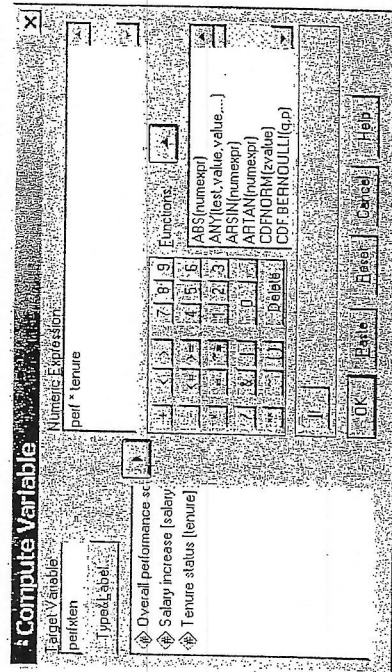 Compute Variable
Target Variable
perfxten
Type&Label...
Numeric Expression:
perf * tenure
Overall performance sc
Salary increase [salary
Tenure status [tenure]
+ < > 7 8 9
- <= >= 4 5 6
* = ~= 1 2 3
/ & | 0 .
** ~ () Delete
Functions:
ABS(numexpr)
ANY(test,value,value,...)
ARSIN(numexpr)
ARTAN(numexpr)
CDFNORM(zvalue)
CDF.BERNOULLI(q,p)
If...
OK
Paste
Reset
Cancel
Help